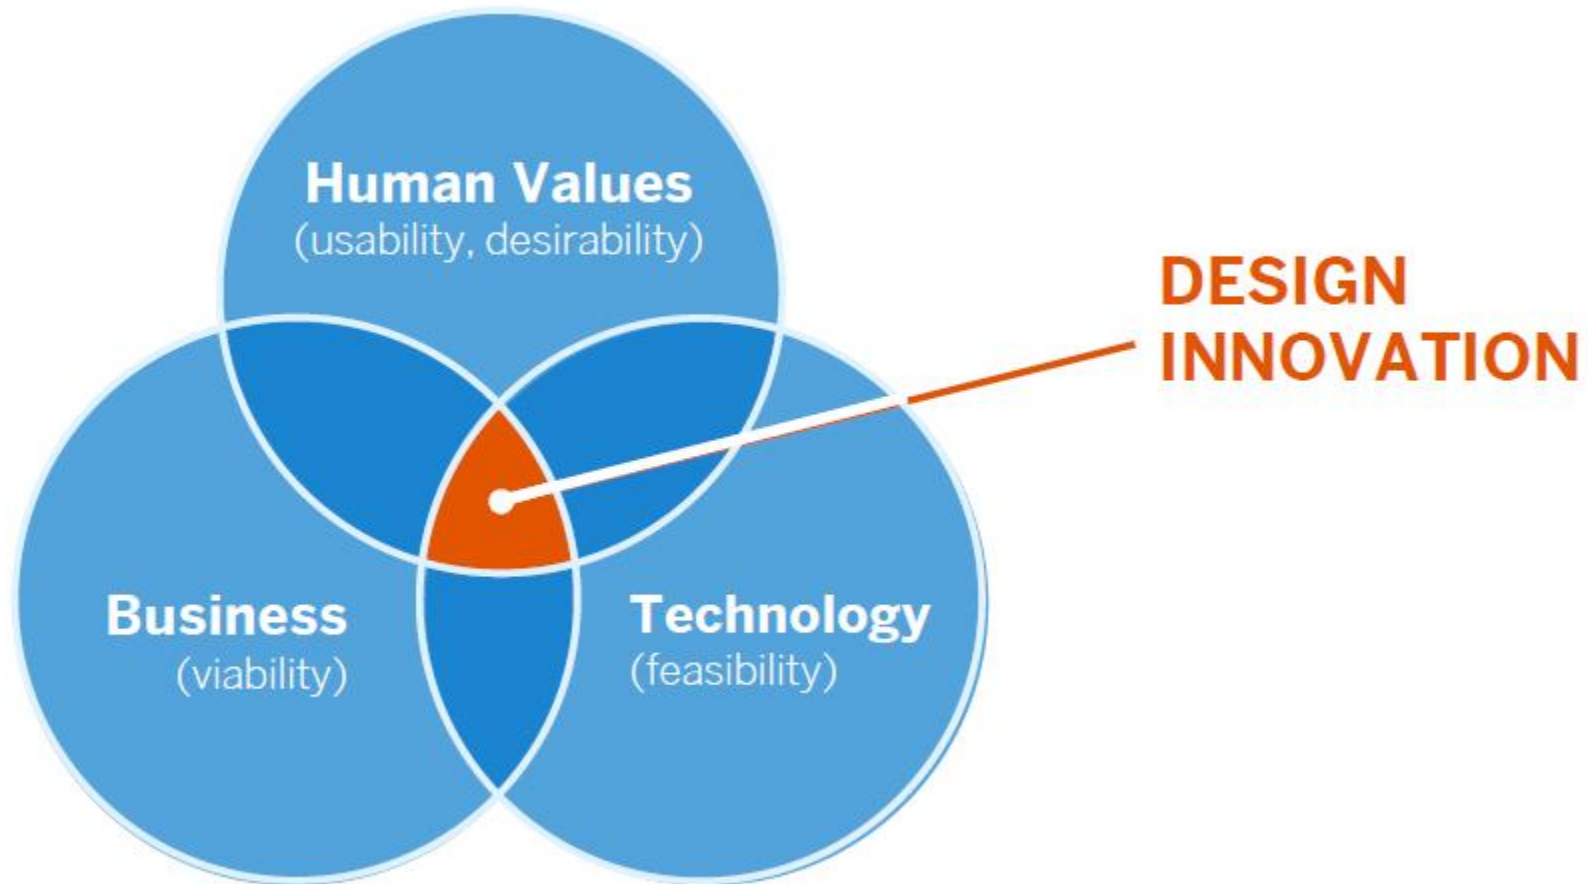 Human Values
(usability, desirability)
DESIGN
INNOVATION
Business
(viability)
Technology
(feasibility)